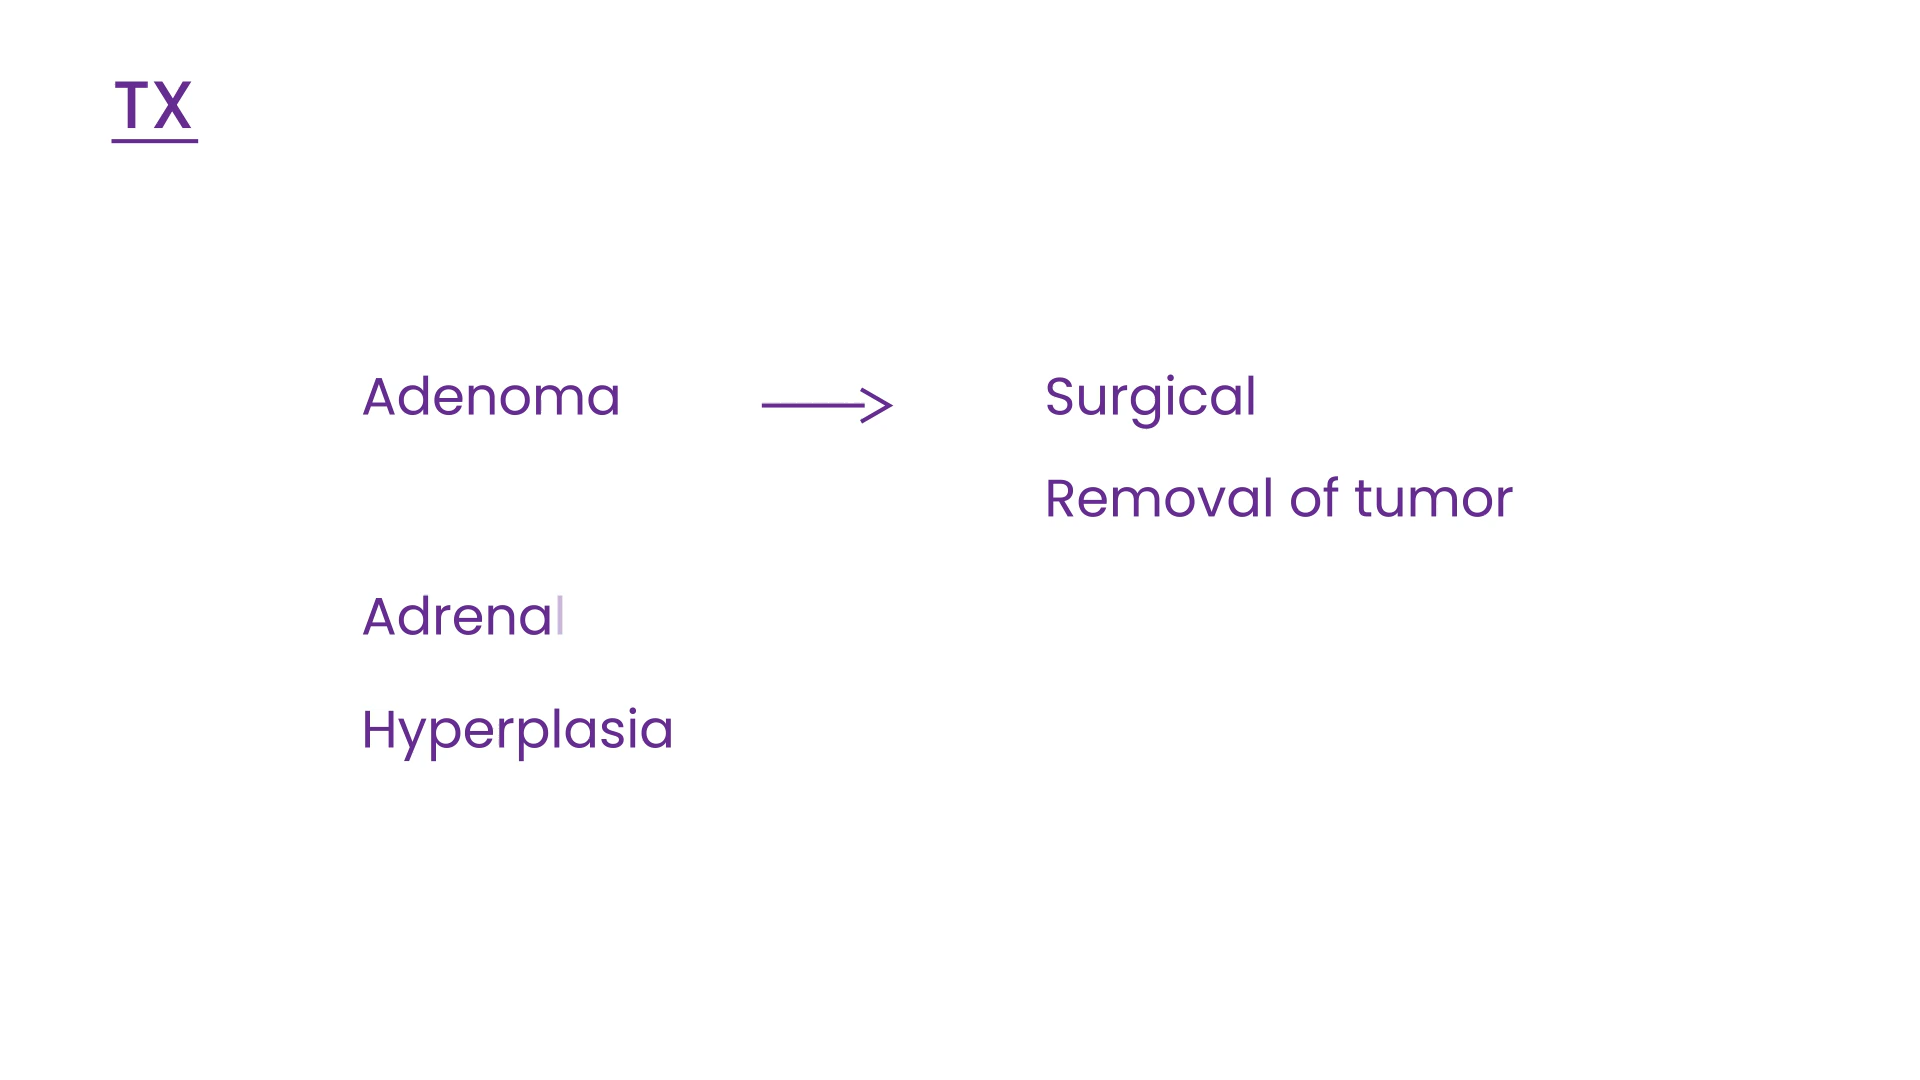 TX
Adenoma → Surgical
Removal of tumor
Adrenal
Hyperplasia